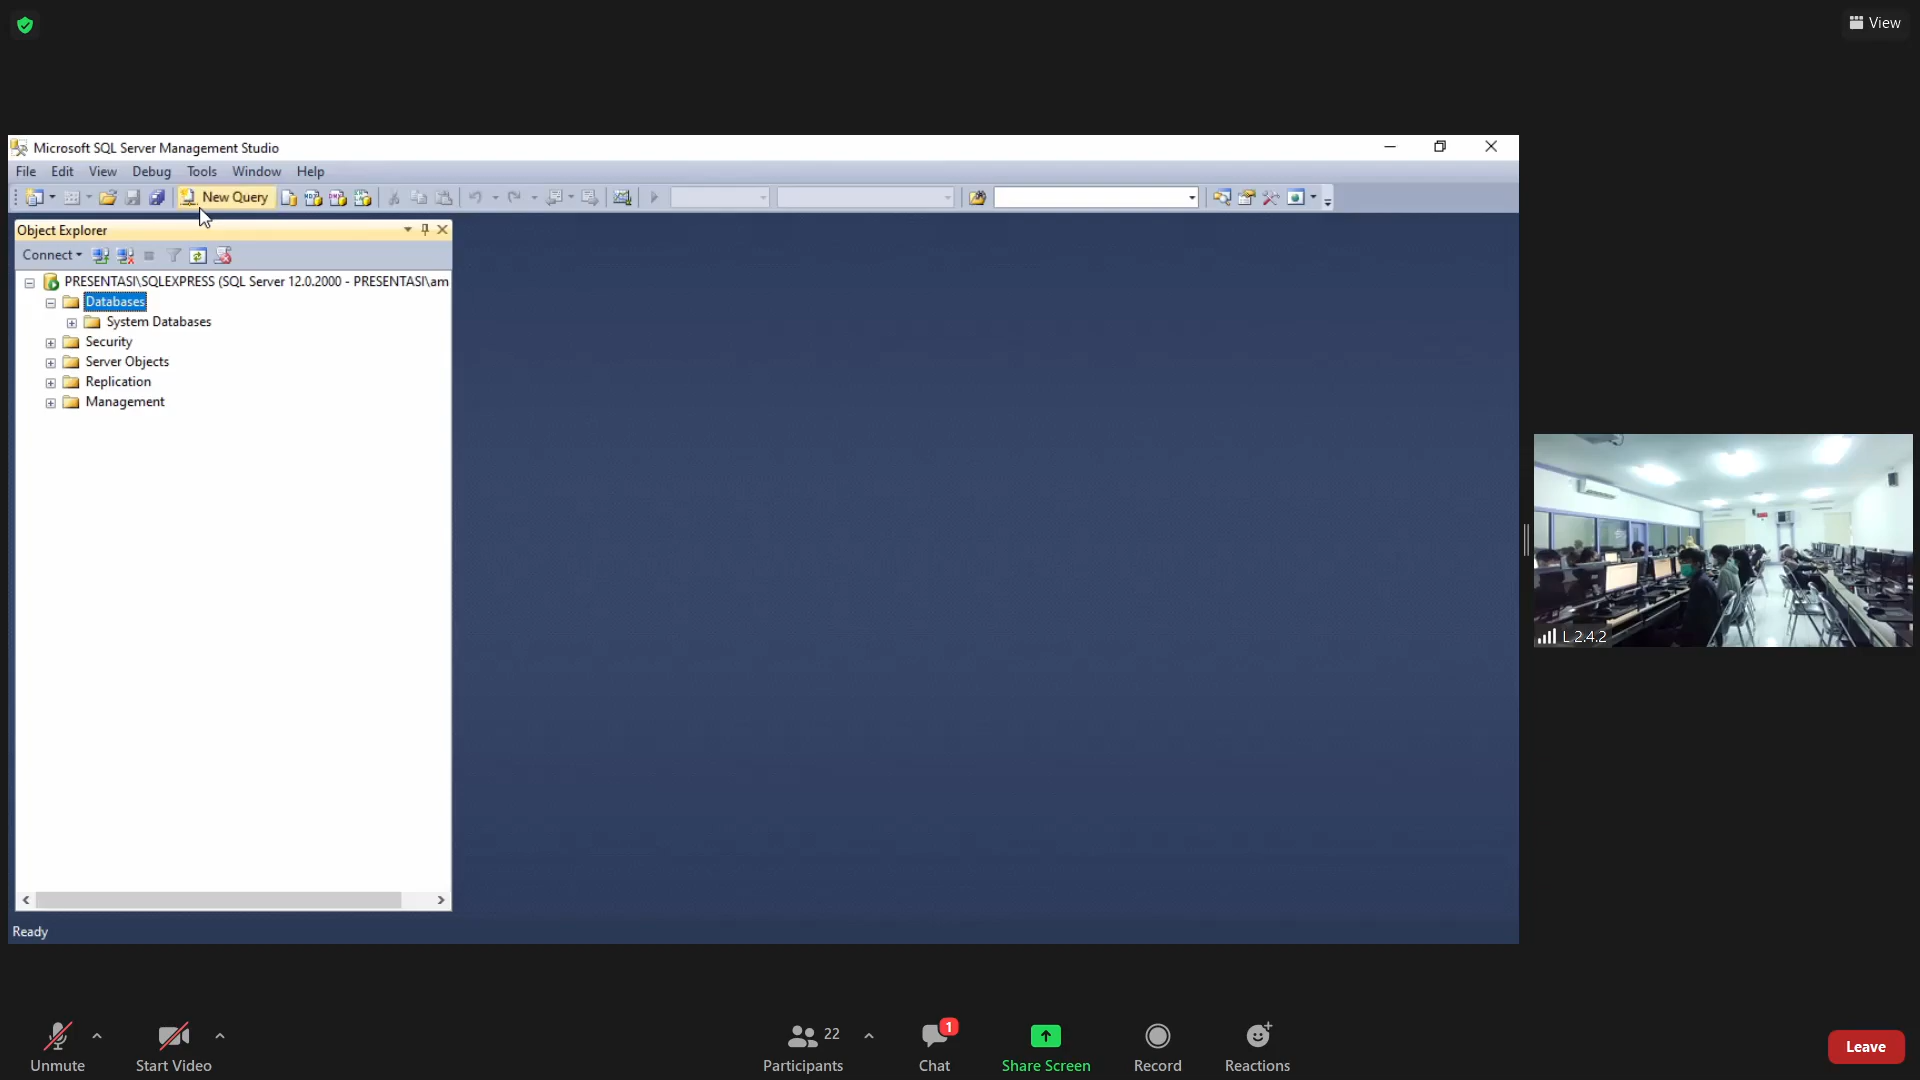 View
Microsoft SQL Server Management Studio
File Edit View Debug Tools Window Help
New Query
Object Explorer
Connect
PRESENTASI\SQLEXPRESS (SQL Server 12.0.2000 - PRESENTASI\am
Databases
System Databases
Security
Server Objects
Replication
Management
Ready
L 2.4.2
22
1
Unmute
Start Video
Participants
Chat
Share Screen
Record
Reactions
Leave